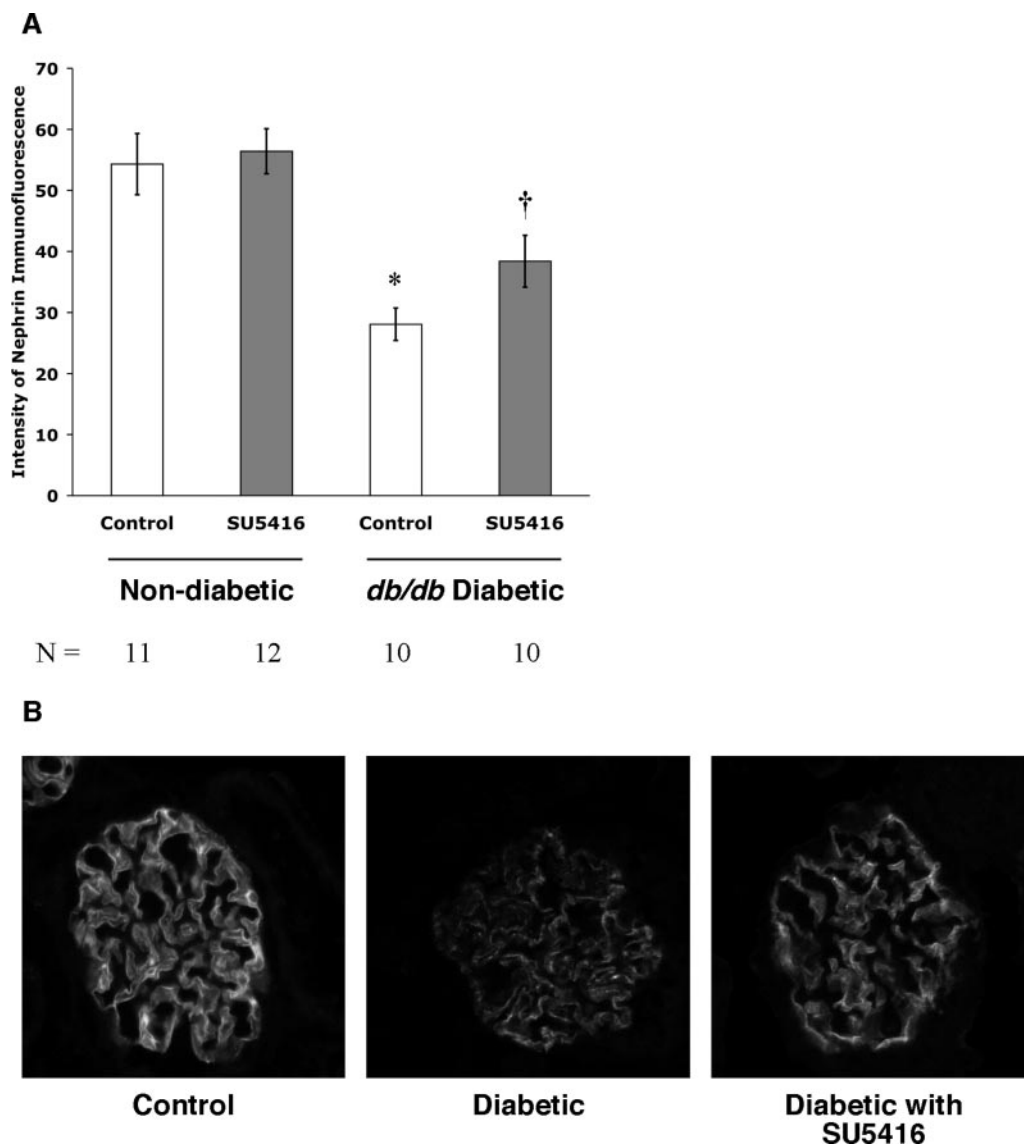 A
70
60
50
40
30
20
10
0
Intensity of Nephrin Immunofluorescence
*
†
Control SU5416 Control SU5416
Non-diabetic db/db Diabetic
N = 11 12 10 10
B
Control Diabetic Diabetic with
SU5416